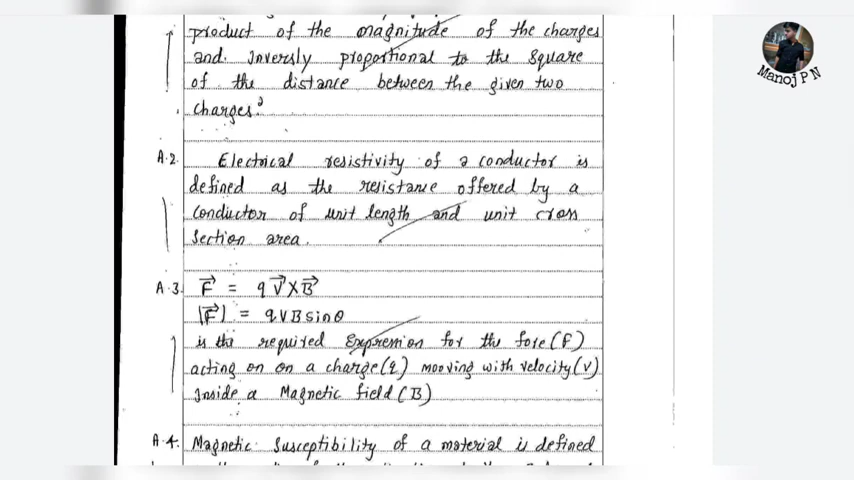 product of the magnitude of the charges
and. Inversly proportional to the square
of the distance between the given two
charges?
A.2. Electrical resistivity of a conductor is
defined as the resistance offered by a
conductor of unit length and unit cross
section area.
A.3. F⃗ = qV⃗×B⃗
|F⃗| = qVBsinθ
is the required Expression for the fore(F)
acting on on a charge(q) mooving with velocity(v)
Inside a Magnetic field(B)
A.4. Magnetic Susceptibility of a material is defined
Manoj P N